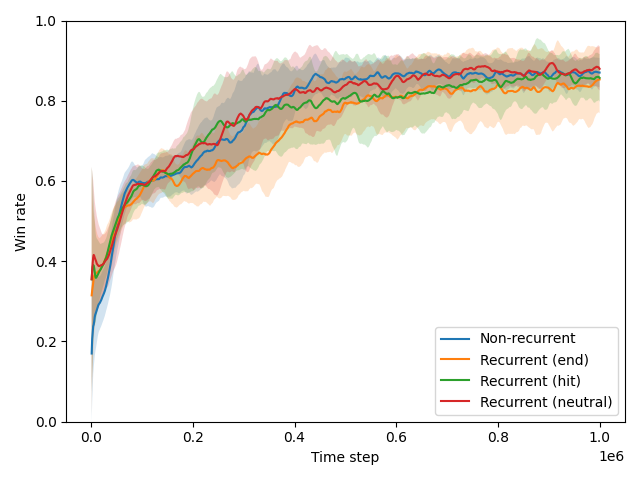 1.0
0.8
0.6
0.4
0.2
0.0
Win rate
0.0 0.2 0.4 0.6 0.8 1.0
1e6
Time step
Non-recurrent
Recurrent (end)
Recurrent (hit)
Recurrent (neutral)